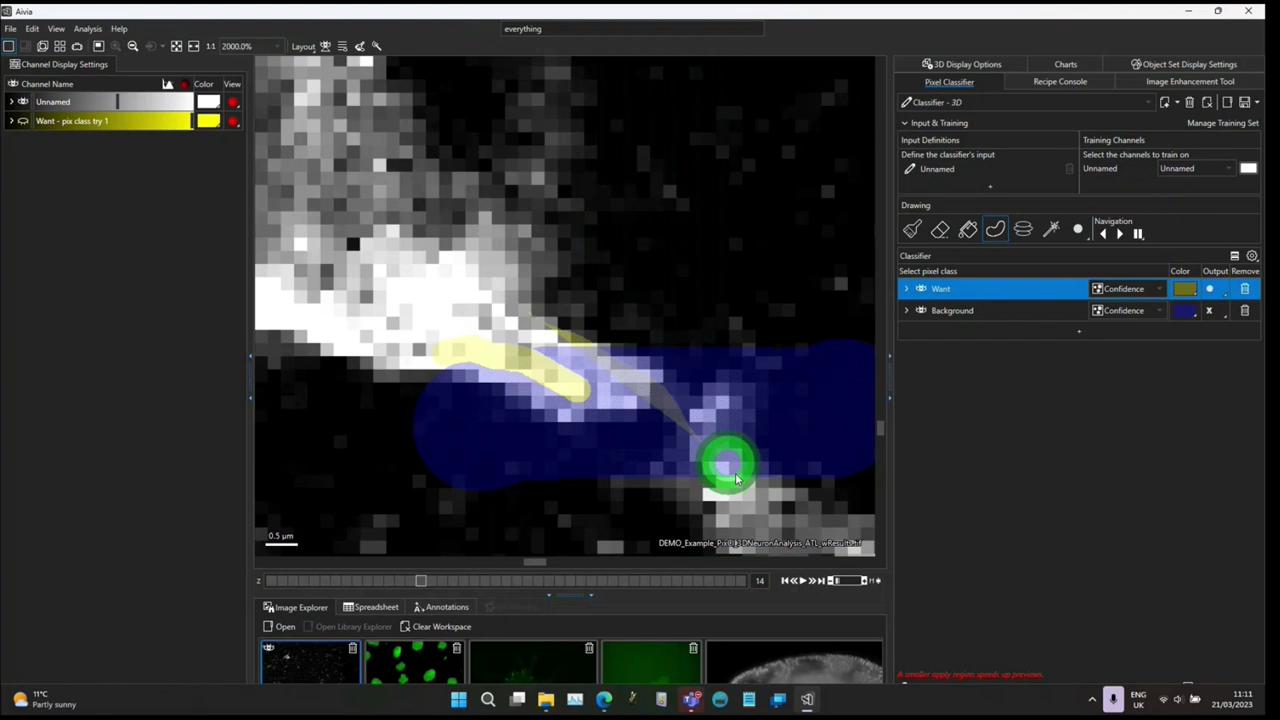 Aivia
File Edit View Analysis Help
everything
1:1 2000.0% Layout
Channel Display Settings
Channel Name Color View
Unnamed
Want - pix class try 1
0.5 µm
Z 14
Image Explorer Spreadsheet Annotations
Open Open Library Explorer Clear Workspace
3D Display Options Charts Object Set Display Settings
Pixel Classifier Recipe Console Image Enhancement Tool
Classifier - 3D
Input & Training Manage Training Set
Input Definitions Training Channels
Define the classifier's input Select the channels to train on
Unnamed Unnamed Unnamed
Drawing
Navigation
Classifier
Select pixel class Color Output Remove
Want Confidence
Background Confidence X
A smaller apply region speeds up previews.
11°C
Partly sunny
ENG
UK
11:11
21/03/2023